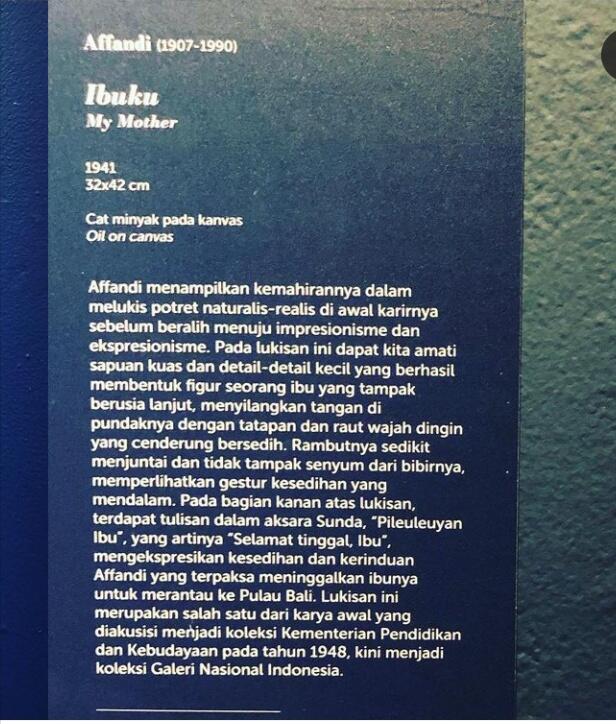 Affandi (1907-1990)
Ibuku
My Mother
1941
32x42 cm
Cat minyak pada kanvas
Oil on canvas
Affandi menampilkan kemahirannya dalam
melukis potret naturalis-realis di awal karirnya
sebelum beralih menuju impresionisme dan
ekspresionisme. Pada lukisan ini dapat kita amati
sapuan kuas dan detail-detail kecil yang berhasil
membentuk figur seorang ibu yang tampak
berusia lanjut, menyilangkan tangan di
pundaknya dengan tatapan dan raut wajah dingin
yang cenderung bersedih. Rambutnya sedikit
menjuntai dan tidak tampak senyum dari bibirnya,
memperlihatkan gestur kesedihan yang
mendalam. Pada bagian kanan atas lukisan,
terdapat tulisan dalam aksara Sunda, "Pileuleuyan
Ibu", yang artinya "Selamat tinggal, Ibu",
mengekspresikan kesedihan dan kerinduan
Affandi yang terpaksa meninggalkan ibunya
untuk merantau ke Pulau Bali. Lukisan ini
merupakan salah satu dari karya awal yang
diakusisi menjadi koleksi Kementerian Pendidikan
dan Kebudayaan pada tahun 1948, kini menjadi
koleksi Galeri Nasional Indonesia.